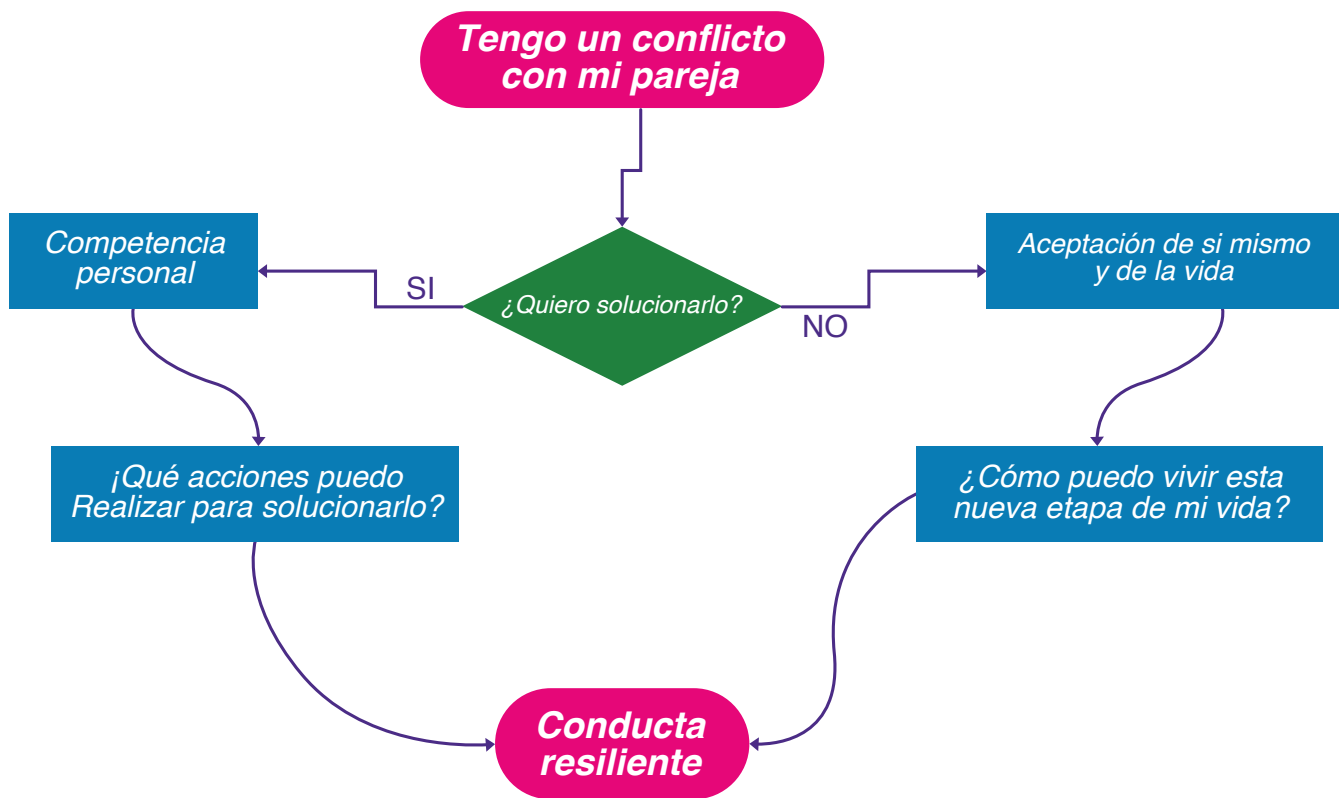 Tengo un conflicto
con mi pareja
Competencia
personal
SI
¿Quiero solucionarlo?
NO
Aceptación de si mismo
y de la vida
¡Qué acciones puedo
Realizar para solucionarlo?
¿Cómo puedo vivir esta
nueva etapa de mi vida?
Conducta
resiliente